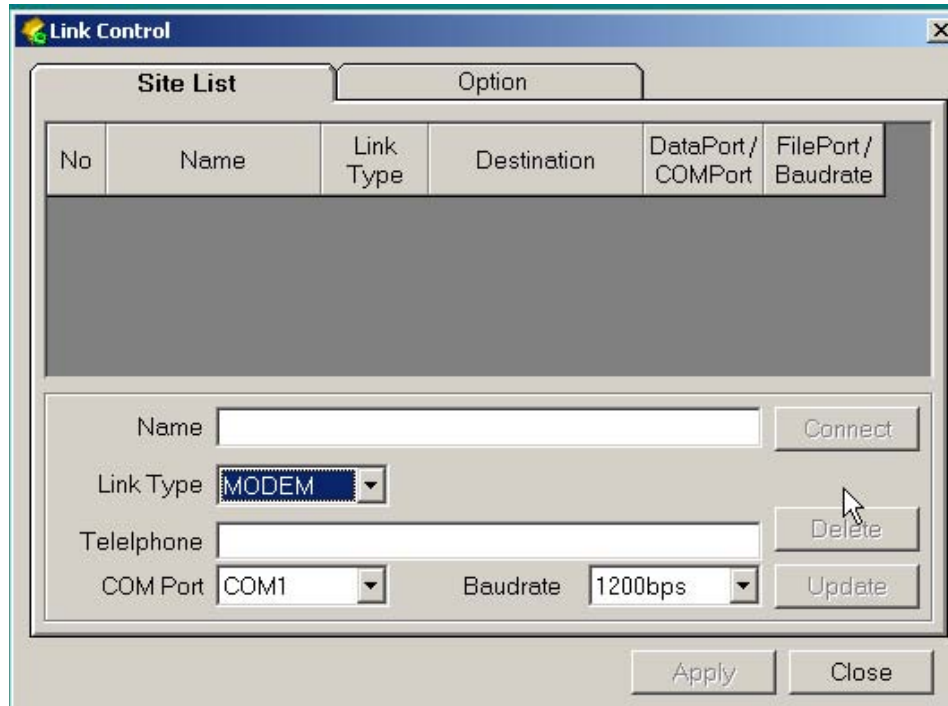 Link Control
Site List Option
No Name Link Type Destination DataPort/ COMPort FilePort/ Baudrate
Name Connect
Link Type MODEM
Telelphone Delete
COM Port COM1 Baudrate 1200bps Update
Apply Close